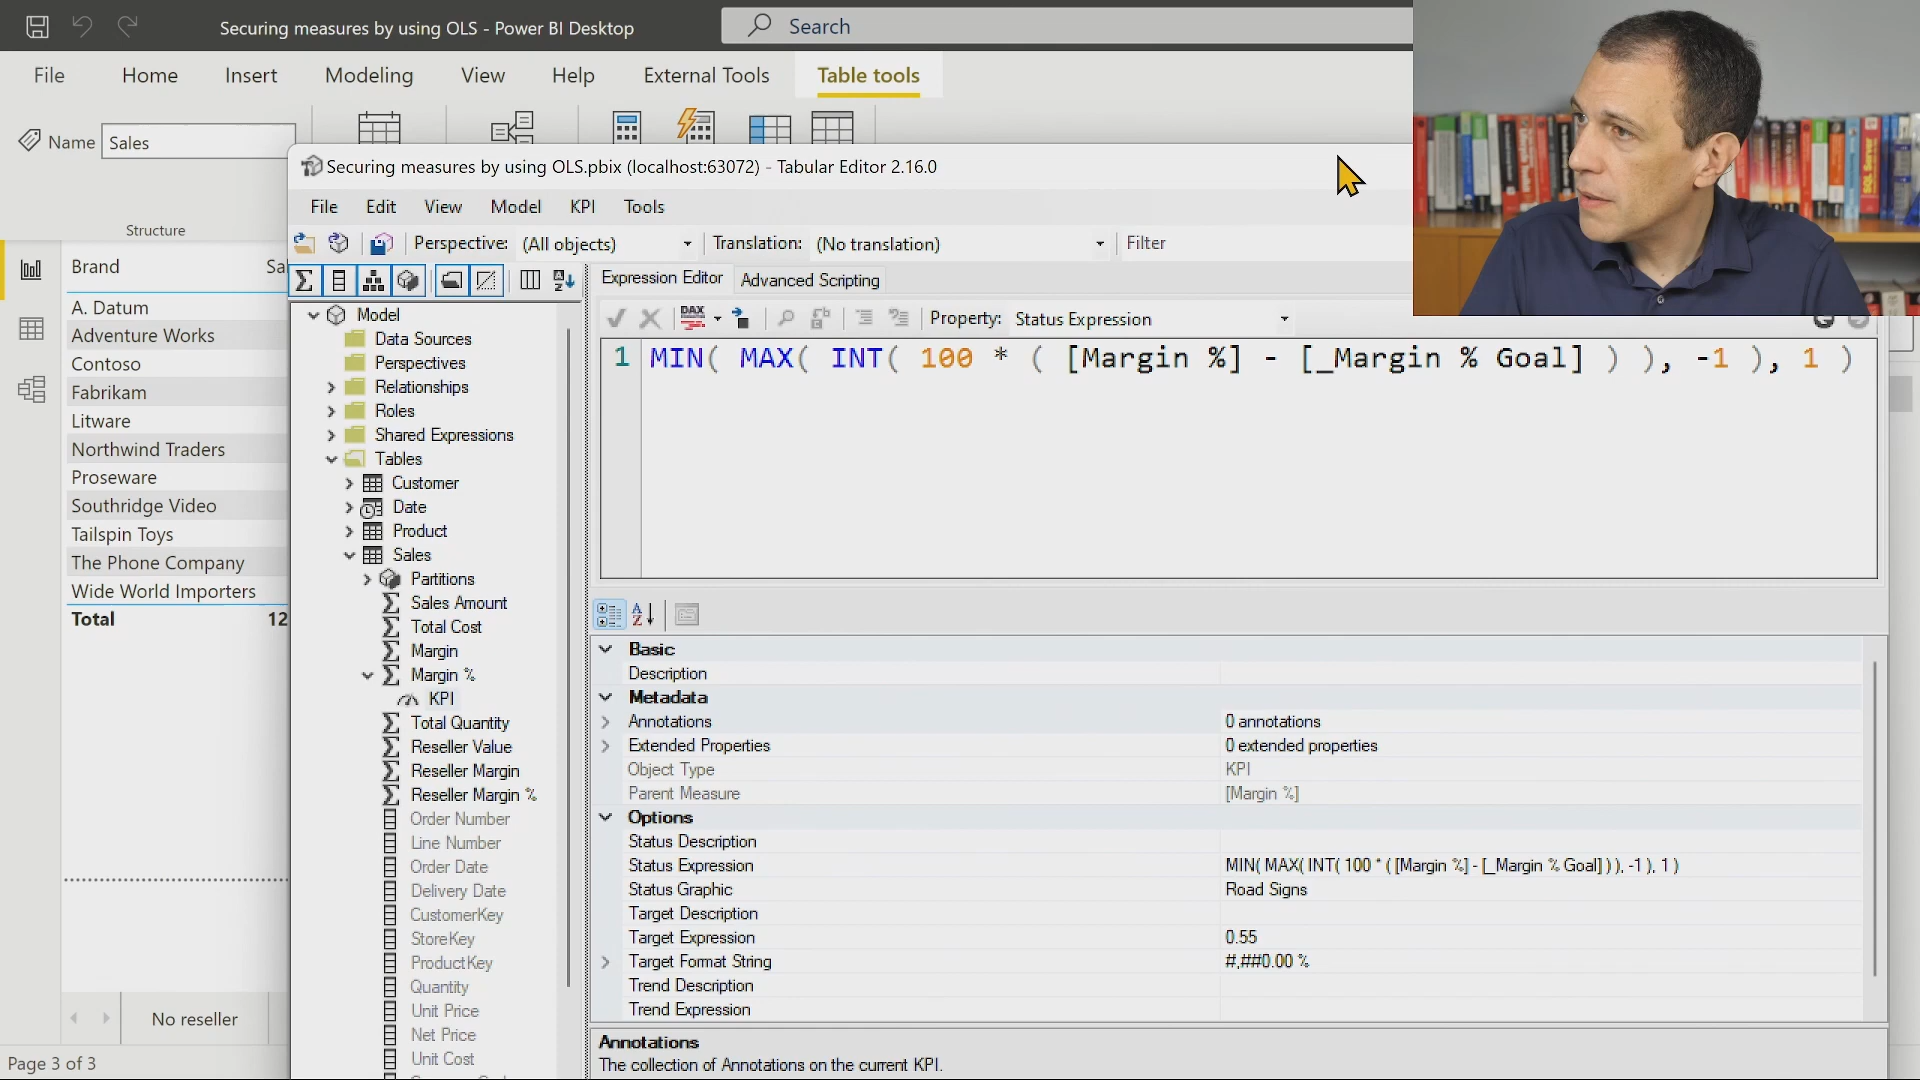 Securing measures by using OLS - Power BI Desktop
Search
File Home Insert Modeling View Help External Tools Table tools
Name Sales
Structure
Securing measures by using OLS.pbix (localhost:63072) - Tabular Editor 2.16.0
File Edit View Model KPI Tools
Perspective: (All objects) Translation: (No translation) Filter
Expression Editor Advanced Scripting
DAX Property: Status Expression
1 MIN( MAX( INT( 100 * ( [Margin %] - [_Margin % Goal] ) ), -1 ), 1 )
Brand Sa
A. Datum
Adventure Works
Contoso
Fabrikam
Litware
Northwind Traders
Proseware
Southridge Video
Tailspin Toys
The Phone Company
Wide World Importers
Total 12
Model
Data Sources
Perspectives
Relationships
Roles
Shared Expressions
Tables
Customer
Date
Product
Sales
Partitions
Sales Amount
Total Cost
Margin
Margin %
KPI
Total Quantity
Reseller Value
Reseller Margin
Reseller Margin %
Order Number
Line Number
Order Date
Delivery Date
CustomerKey
StoreKey
ProductKey
Quantity
Unit Price
Net Price
Unit Cost
Basic
Description
Metadata
Annotations 0 annotations
Extended Properties 0 extended properties
Object Type KPI
Parent Measure [Margin %]
Options
Status Description
Status Expression MIN( MAX( INT( 100 * ( [Margin %] - [_Margin % Goal] ) ), -1 ), 1 )
Status Graphic Road Signs
Target Description
Target Expression 0.55
Target Format String #,##0.00 %
Trend Description
Trend Expression
Annotations
The collection of Annotations on the current KPI.
No reseller
Page 3 of 3